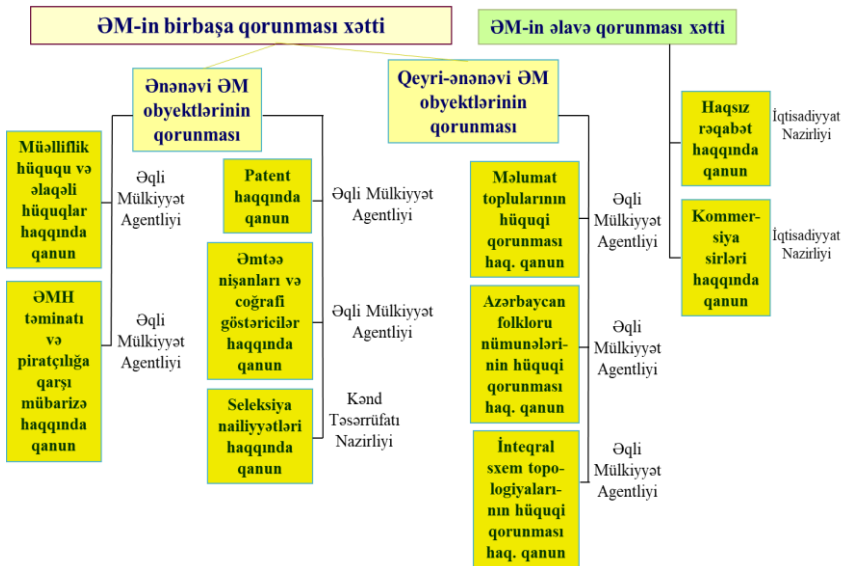 ƏM-in birbaşa qorunması xətti
ƏM-in əlavə qorunması xətti
Ənənəvi ƏM
obyektlərinin
qorunması
Qeyri-ənənəvi ƏM
obyektlərinin
qorunması
Müəlliflik
hüququ və
əlaqəli
hüquqlar
haqqında
qanun
Əqli
Mülkiyyət
Agentliyi
ƏMH
təminatı
və
piratçılığa
qarşı
mübarizə
haqqında
qanun
Əqli
Mülkiyyət
Agentliyi
Patent
haqqında
qanun
Əqli Mülkiyyət
Agentliyi
Əmtəə
nişanları və
coğrafi
göstəricilər
haqqında
qanun
Əqli Mülkiyyət
Agentliyi
Seleksiya
nailiyyətləri
haqqında
qanun
Kənd
Təsərrüfatı
Nazirliyi
Məlumat
toplularının
hüquqi
qorunması
haq. qanun
Əqli
Mülkiyyət
Agentliyi
Azərbaycan
folkloru
nümunələri-
nin hüquqi
qorunması
haq. qanun
Əqli
Mülkiyyət
Agentliyi
İnteqral
sxem topo-
logiyaları-
nın hüquqi
qorunması
haq. qanun
Əqli
Mülkiyyət
Agentliyi
Haqsız
rəqabət
haqqında
qanun
İqtisadiyyat
Nazirliyi
Kommer-
siya
sirləri
haqqında
qanun
İqtisadiyyat
Nazirliyi